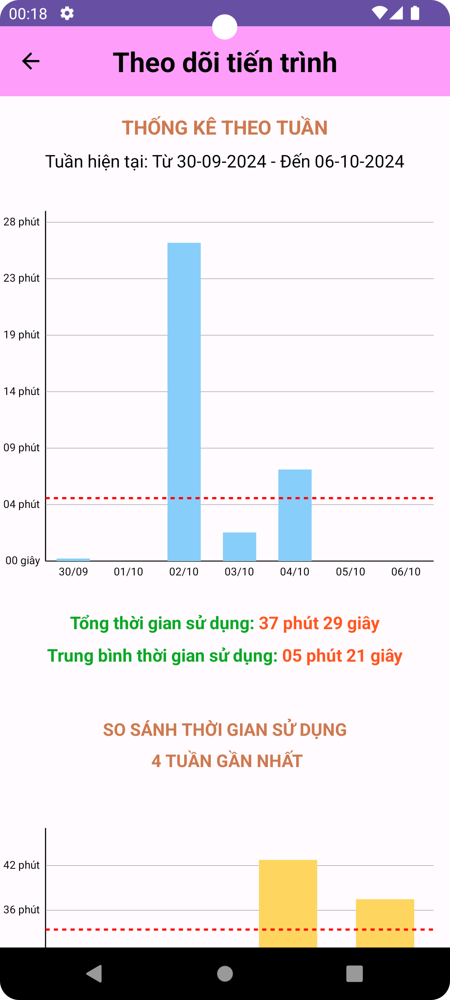 00:18
Theo dõi tiến trình
THỐNG KÊ THEO TUẦN
Tuần hiện tại: Từ 30-09-2024 - Đến 06-10-2024
28 phút
23 phút
19 phút
14 phút
09 phút
04 phút
00 giây
30/09 01/10 02/10 03/10 04/10 05/10 06/10
Tổng thời gian sử dụng: 37 phút 29 giây
Trung bình thời gian sử dụng: 05 phút 21 giây
SO SÁNH THỜI GIAN SỬ DỤNG
4 TUẦN GẦN NHẤT
42 phút
36 phút